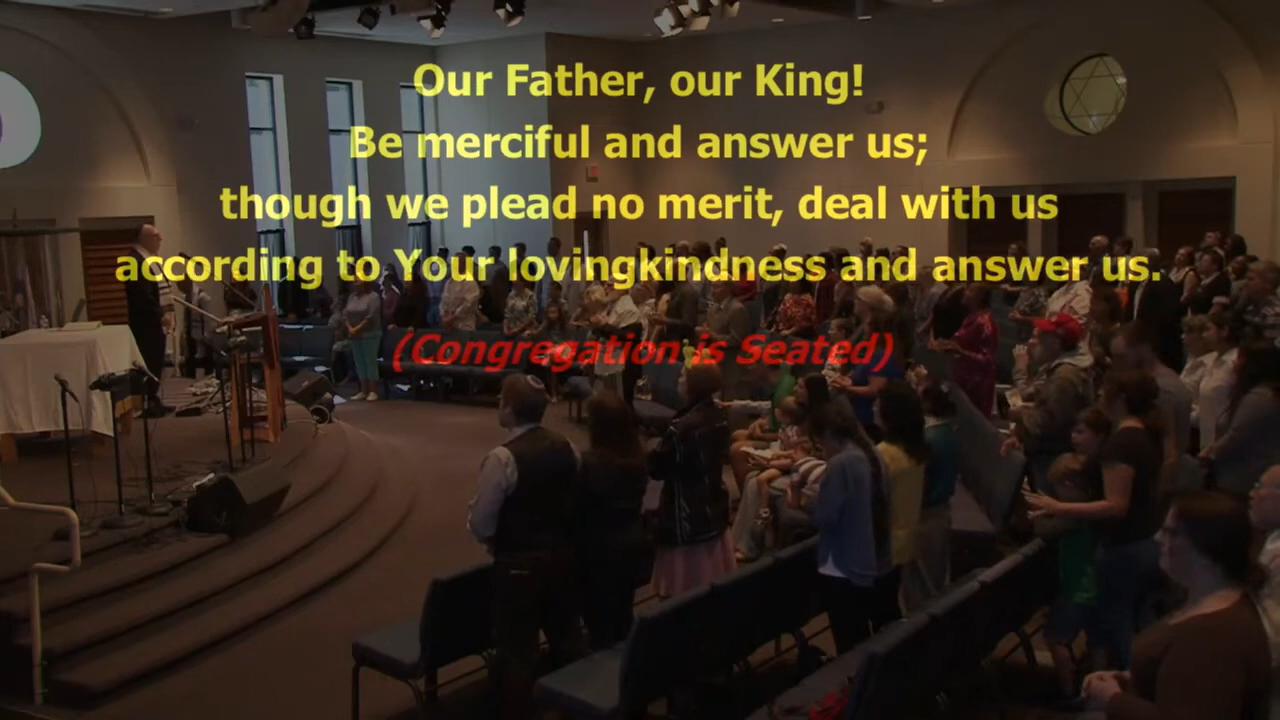 Our Father, our King!
Be merciful and answer us;
though we plead no merit, deal with us
according to Your lovingkindness and answer us.
(Congregation is Seated)